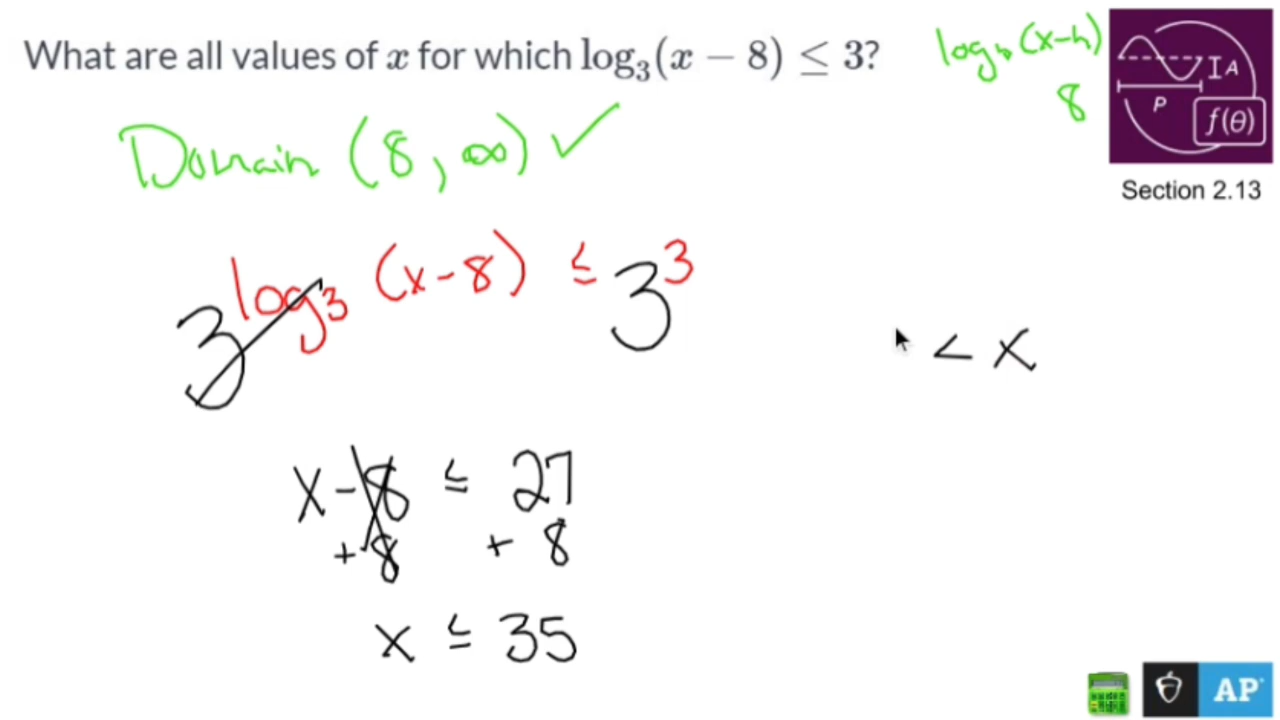 What are all values of x for which log₃(x − 8) ≤ 3?
log₃(x-h)
8
I A
P
f(θ)
Section 2.13
Domain (8, ∞) ✓
3^log₃ (x-8) ≤ 3³
< x
x - 8 ≤ 27
+ 8 + 8
x ≤ 35
AP